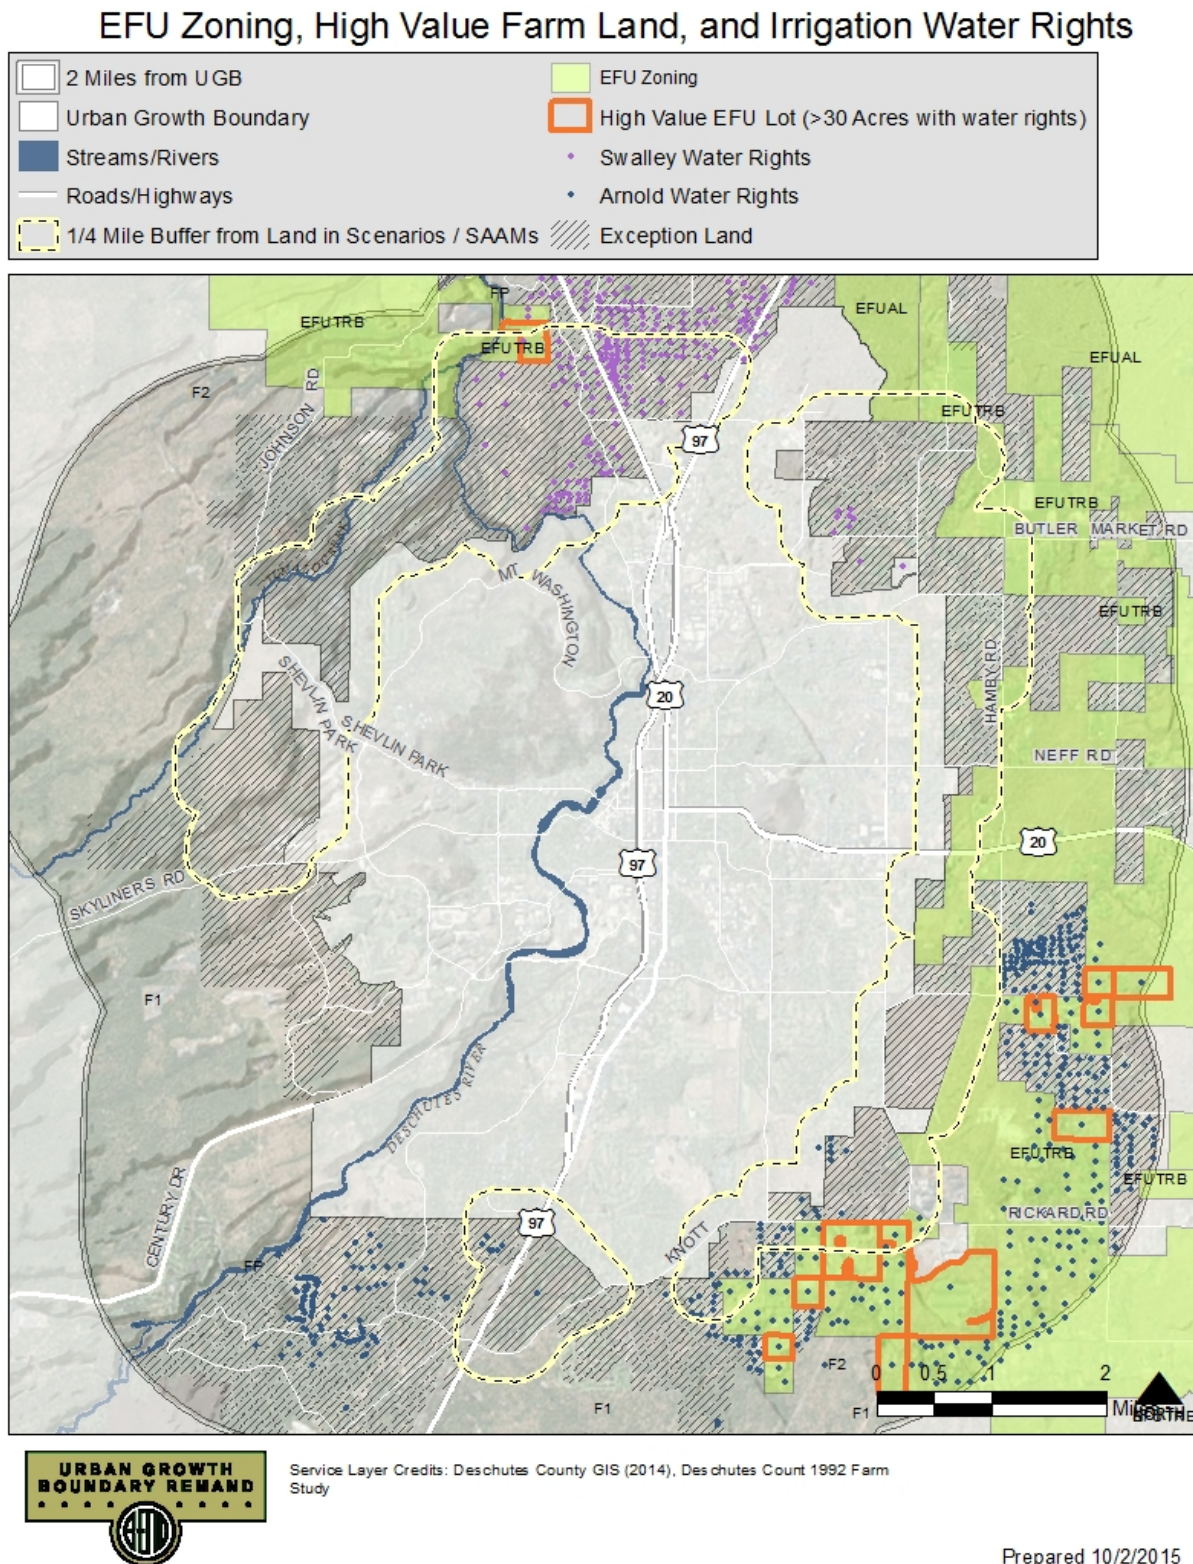 EFU Zoning, High Value Farm Land, and Irrigation Water Rights
2 Miles from UGB
EFU Zoning
Urban Growth Boundary
High Value EFU Lot (>30 Acres with water rights)
Streams/Rivers
Swalley Water Rights
Roads/Highways
Arnold Water Rights
1/4 Mile Buffer from Land in Scenarios / SAAMs
Exception Land
FP
EFUTRB
EFUAL
EFUTRB
EFUAL
F2
JOHNSON RD
EFUTRB
97
EFUTRB
BUTLER MARKET RD
MT WASHINGTON
EFUTRB
HAMBY RD
SHEVLIN PARK
20
SHEVLIN PARK
NEFF RD
20
97
SKYLINERS RD
F1
DESCHUTES RIVER
EFUTRB
EFUTRB
CENTURY DR
RICKARD RD
97
KNOTT
FP
F2
0 0.5 1 2
Miles
F1
F1
URBAN GROWTH
BOUNDARY REMAND
BEND
Service Layer Credits: Deschutes County GIS (2014), Deschutes Count 1992 Farm
Study
Prepared 10/2/2015